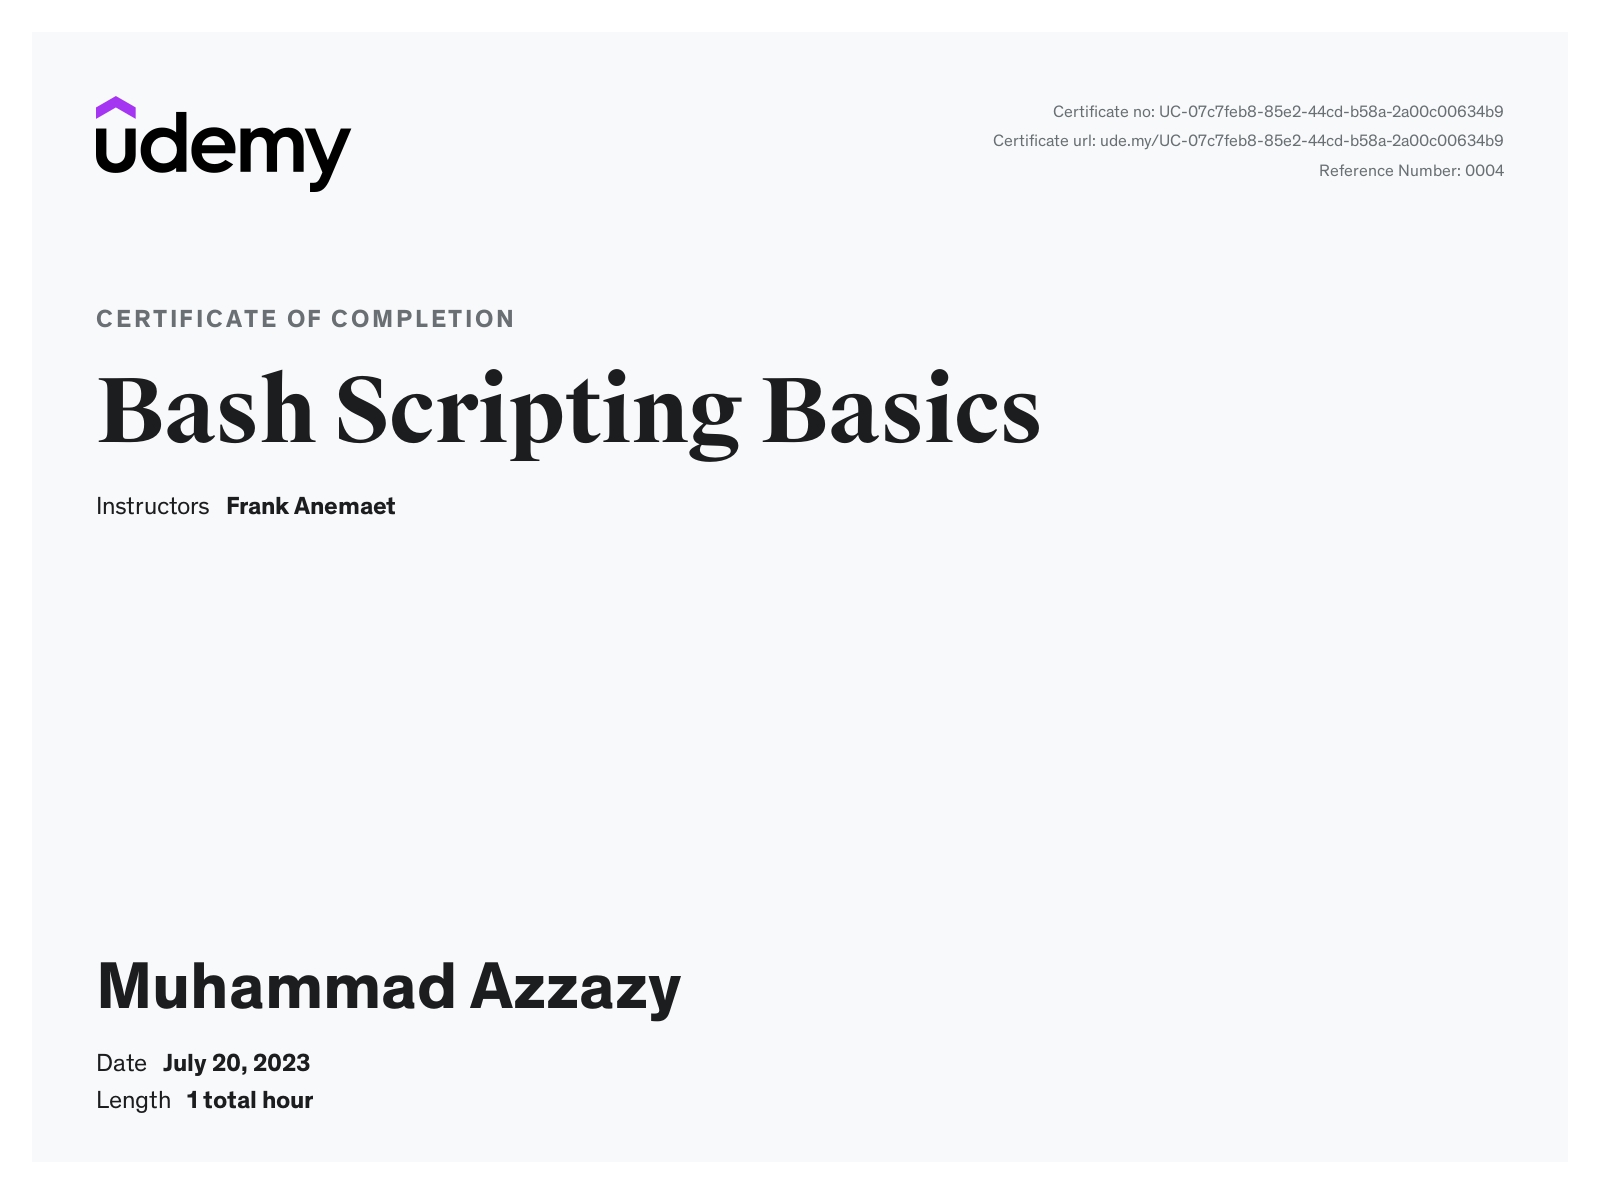 udemy
Certificate no: UC-07c7feb8-85e2-44cd-b58a-2a00c00634b9
Certificate url: ude.my/UC-07c7feb8-85e2-44cd-b58a-2a00c00634b9
Reference Number: 0004
CERTIFICATE OF COMPLETION
Bash Scripting Basics
Instructors Frank Anemaet
Muhammad Azzazy
Date July 20, 2023
Length 1 total hour